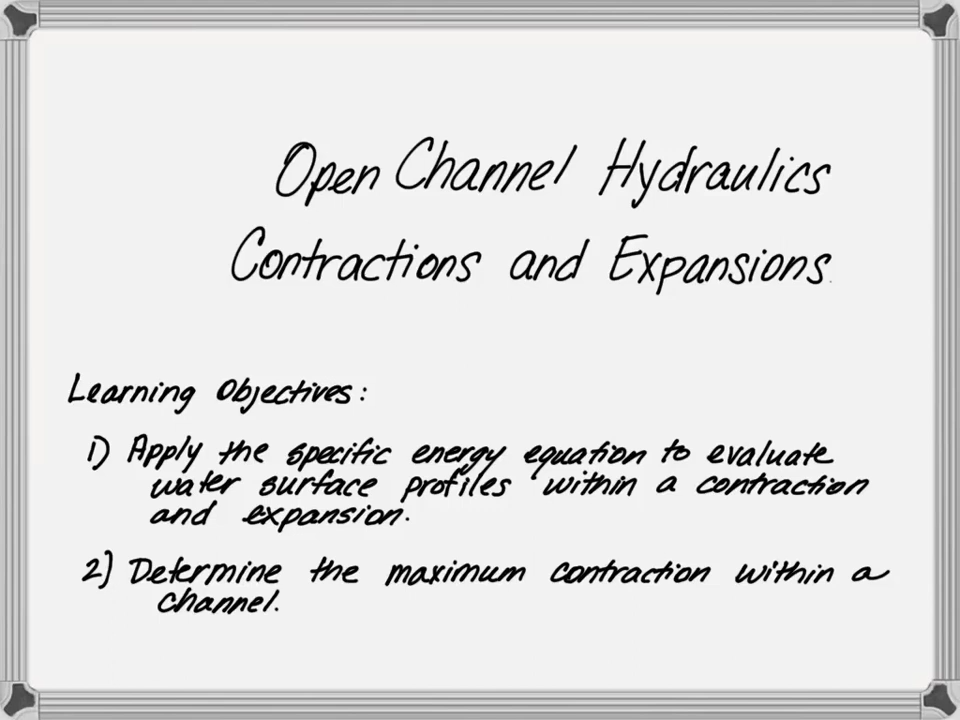 Open Channel Hydraulics
Contractions and Expansions
Learning Objectives:
1) Apply the specific energy equation to evaluate
water surface profiles within a contraction
and expansion.
2) Determine the maximum contraction within a
channel.